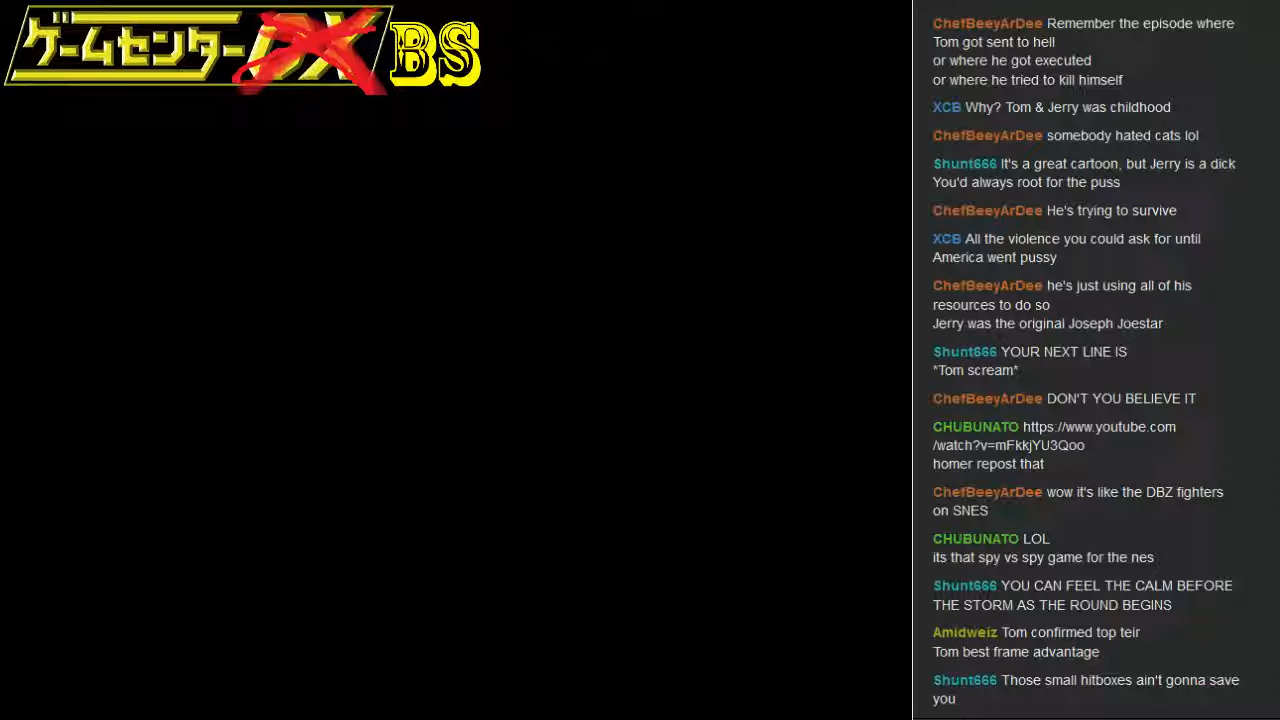 ゲームセンターDX BS
ChefBeeyArDee Remember the episode where
Tom got sent to hell
or where he got executed
or where he tried to kill himself
XCB Why? Tom & Jerry was childhood
ChefBeeyArDee somebody hated cats lol
Shunt666 It's a great cartoon, but Jerry is a dick
You'd always root for the puss
ChefBeeyArDee He's trying to survive
XCB All the violence you could ask for until
America went pussy
ChefBeeyArDee he's just using all of his
resources to do so
Jerry was the original Joseph Joestar
Shunt666 YOUR NEXT LINE IS
*Tom scream*
ChefBeeyArDee DON'T YOU BELIEVE IT
CHUBUNATO https://www.youtube.com
/watch?v=mFkkjYU3Qoo
homer repost that
ChefBeeyArDee wow it's like the DBZ fighters
on SNES
CHUBUNATO LOL
its that spy vs spy game for the nes
Shunt666 YOU CAN FEEL THE CALM BEFORE
THE STORM AS THE ROUND BEGINS
Amidweiz Tom confirmed top teir
Tom best frame advantage
Shunt666 Those small hitboxes ain't gonna save
you